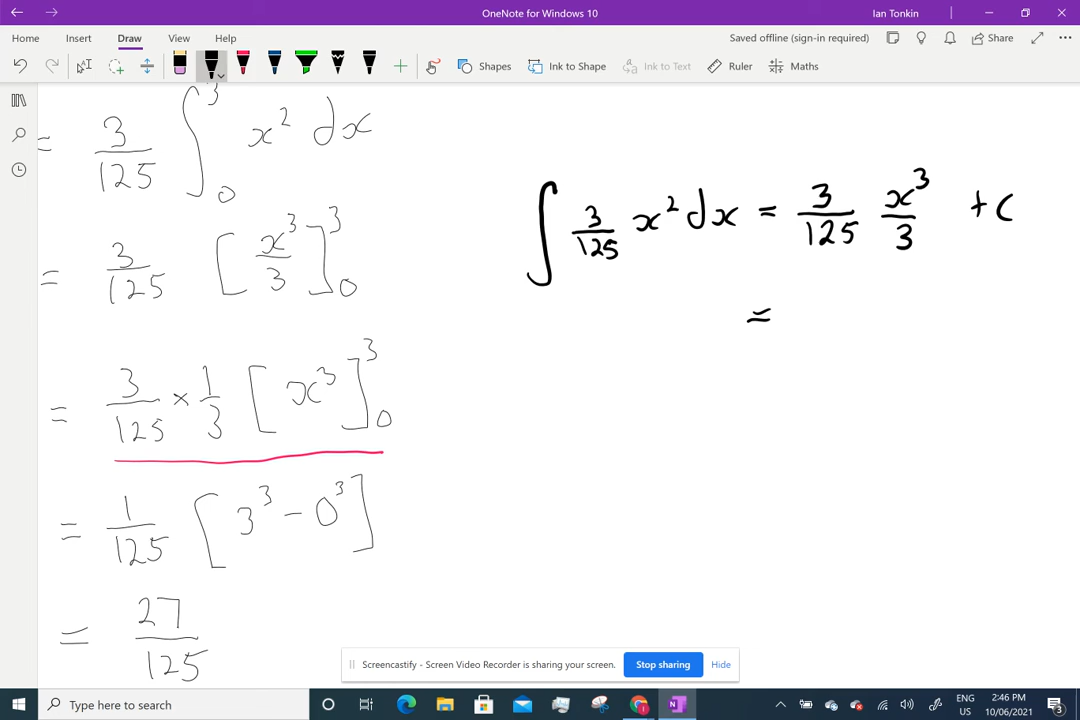 OneNote for Windows 10
Ian Tonkin
Home Insert Draw View Help
Saved offline (sign-in required)
Share
Shapes
Ink to Shape
Ink to Text
Ruler
Maths
= 3/125 ∫₀³ x² dx
= 3/125 [x³/3]₀³
= 3/125 × 1/3 [x³]₀³
= 1/125 [3³ − 0³]
= 27/125
∫ 3/125 x² dx = 3/125 x³/3 + C
=
Screencastify - Screen Video Recorder is sharing your screen.
Stop sharing
Hide
Type here to search
ENG
US
2:46 PM
10/06/2021
3